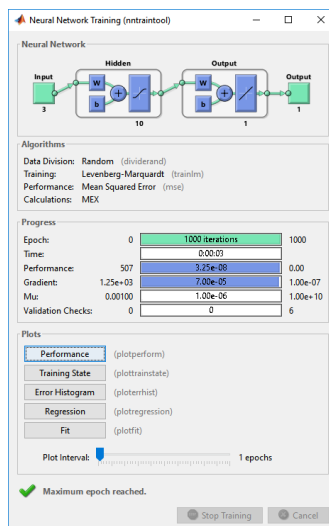 Neural Network Training (nntraintool)
Neural Network
Hidden Output
Input Output
W W
b b
3 1
10 1
Algorithms
Data Division: Random (dividerand)
Training: Levenberg-Marquardt (trainlm)
Performance: Mean Squared Error (mse)
Calculations: MEX
Progress
Epoch: 0 1000 iterations 1000
Time: 0:00:03
Performance: 507 3.25e-08 0.00
Gradient: 1.25e+03 7.00e-05 1.00e-07
Mu: 0.00100 1.00e-06 1.00e+10
Validation Checks: 0 0 6
Plots
Performance (plotperform)
Training State (plottrainstate)
Error Histogram (ploterrhist)
Regression (plotregression)
Fit (plotfit)
Plot Interval: 1 epochs
Maximum epoch reached.
Stop Training Cancel